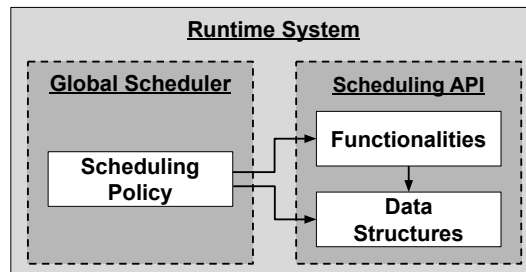 Runtime System
Global Scheduler
Scheduling
Policy
Scheduling API
Functionalities
Data
Structures